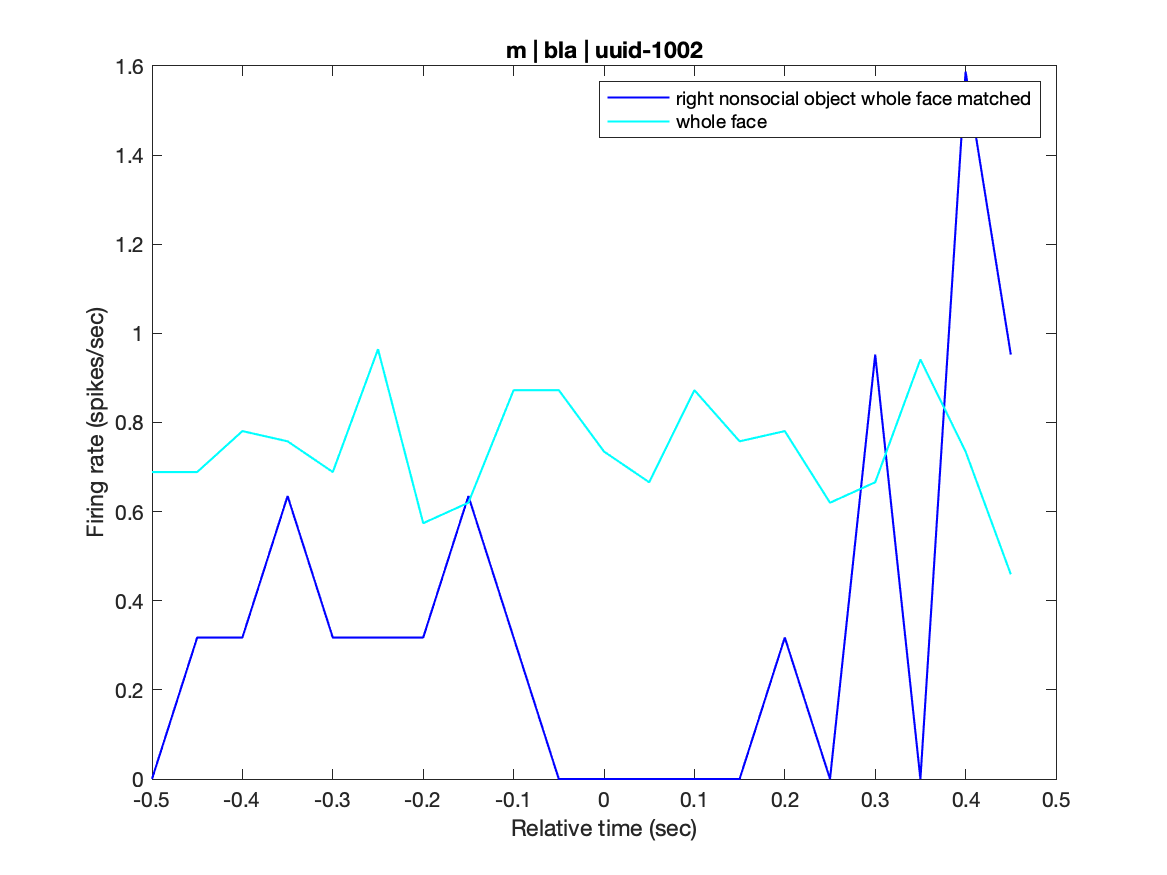 m | bla | uuid-1002
right nonsocial object whole face matched
whole face
Firing rate (spikes/sec)
1.6
1.4
1.2
1
0.8
0.6
0.4
0.2
0
-0.5 -0.4 -0.3 -0.2 -0.1 0 0.1 0.2 0.3 0.4 0.5
Relative time (sec)